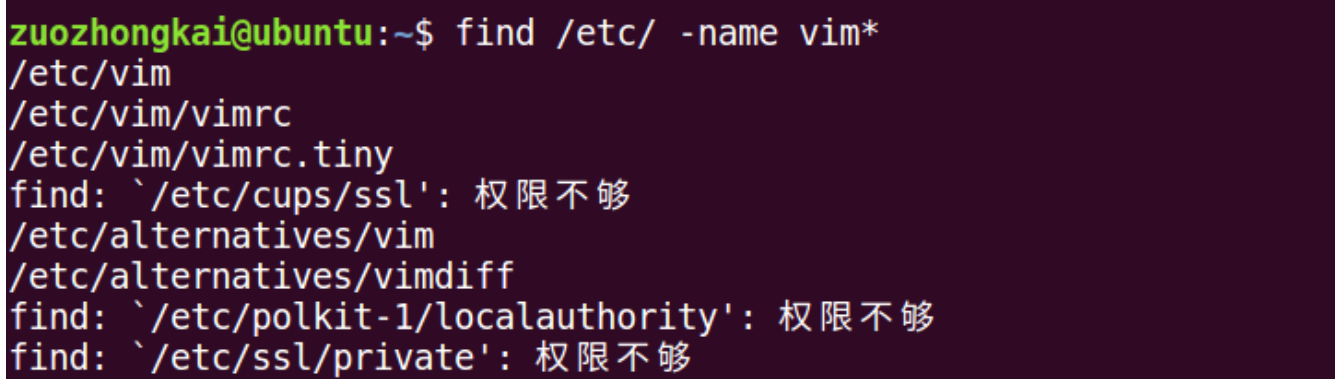 zuozhongkai@ubuntu:~$ find /etc/ -name vim*
/etc/vim
/etc/vim/vimrc
/etc/vim/vimrc.tiny
find: `/etc/cups/ssl': 权限不够
/etc/alternatives/vim
/etc/alternatives/vimdiff
find: `/etc/polkit-1/localauthority': 权限不够
find: `/etc/ssl/private': 权限不够